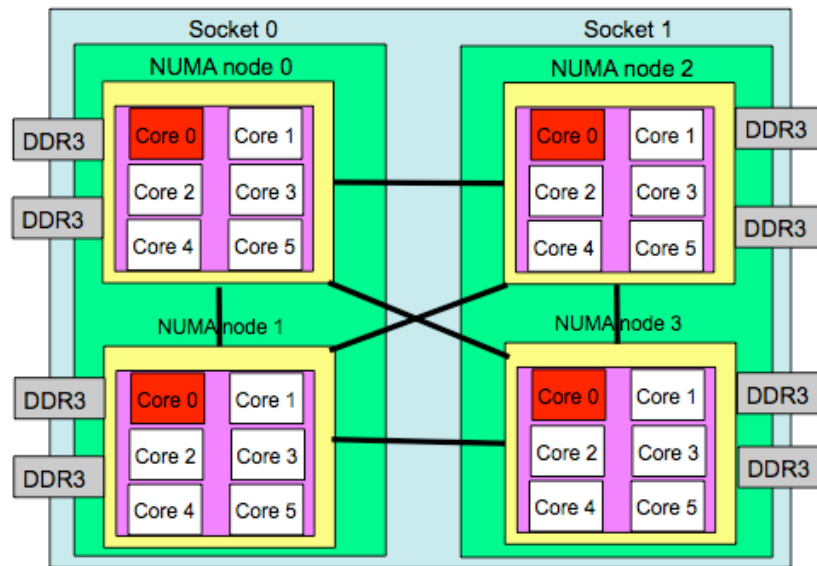 Socket 0
Socket 1
NUMA node 0
NUMA node 2
DDR3
DDR3
Core 0
Core 1
Core 2
Core 3
Core 4
Core 5
Core 0
Core 1
Core 2
Core 3
Core 4
Core 5
DDR3
DDR3
NUMA node 1
NUMA node 3
DDR3
DDR3
Core 0
Core 1
Core 2
Core 3
Core 4
Core 5
Core 0
Core 1
Core 2
Core 3
Core 4
Core 5
DDR3
DDR3